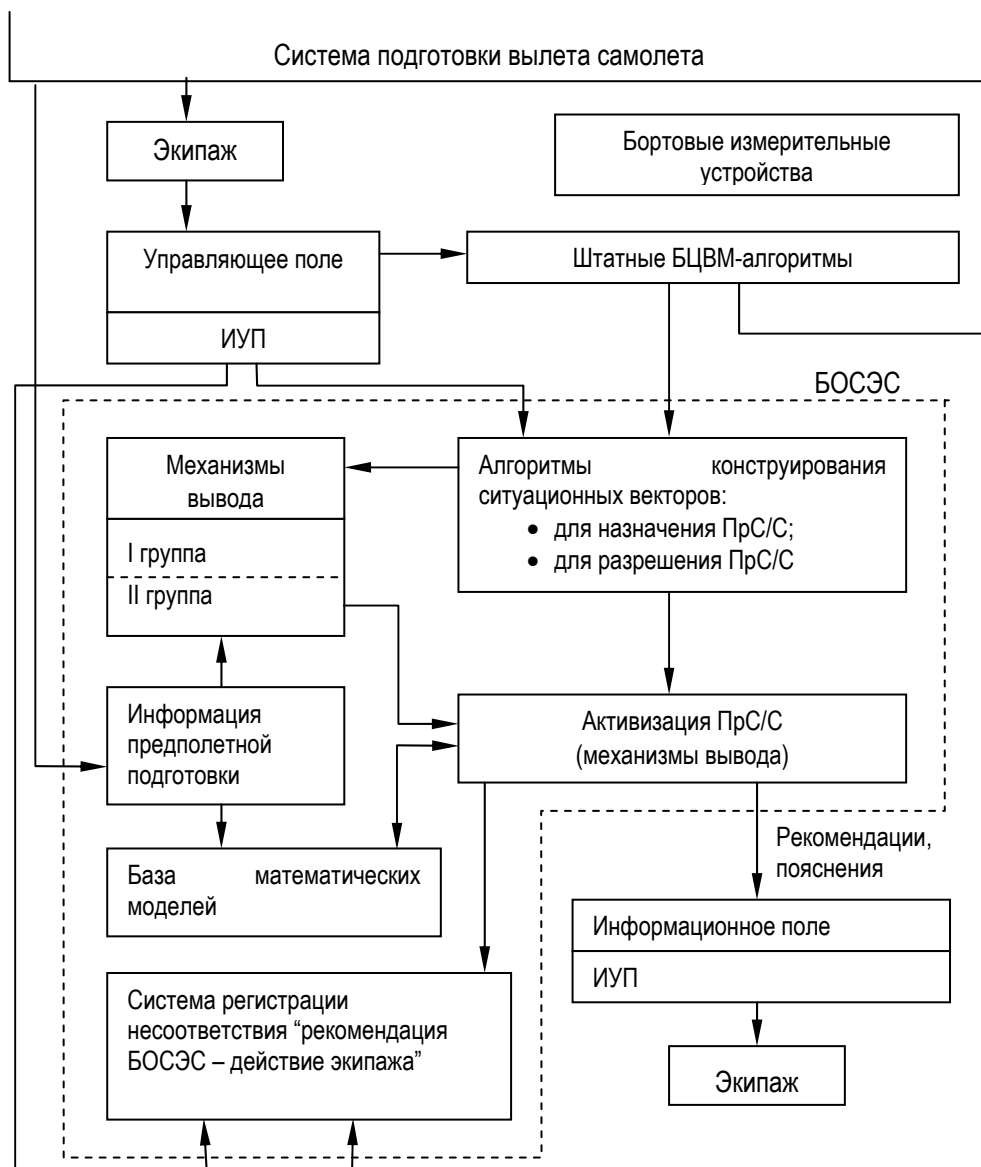 Система подготовки вылета самолета
Экипаж
Бортовые измерительные
устройства
Управляющее поле
ИУП
Штатные БЦВМ-алгоритмы
БОСЭС
Механизмы
вывода
I группа
II группа
Алгоритмы конструирования
ситуационных векторов:
• для назначения ПрС/С;
• для разрешения ПрС/С
Информация
предполетной
подготовки
Активизация ПрС/С
(механизмы вывода)
База математических
моделей
Рекомендации,
пояснения
Информационное поле
ИУП
Система регистрации
несоответствия “рекомендация
БОСЭС – действие экипажа”
Экипаж